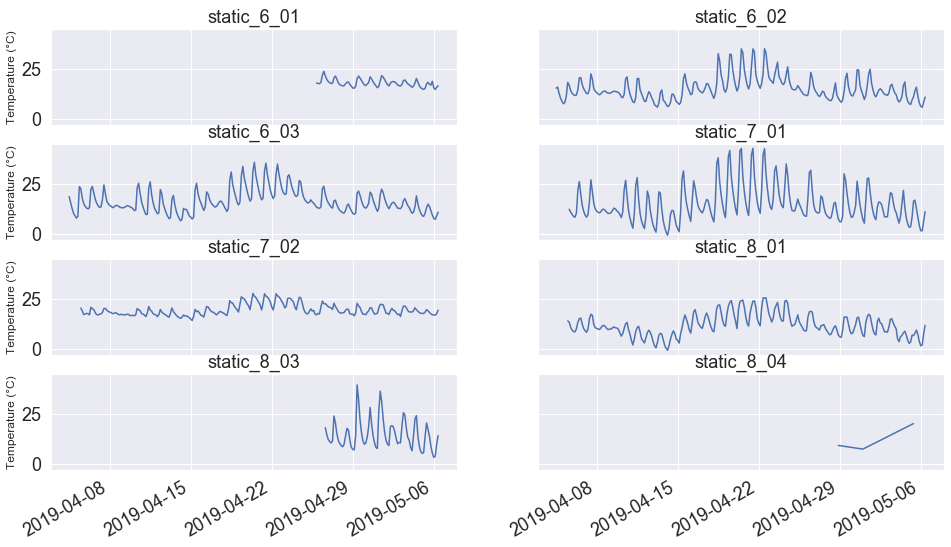 static_6_01
static_6_02
Temperature (°C)
25
0
static_6_03
static_7_01
Temperature (°C)
25
0
static_7_02
static_8_01
Temperature (°C)
25
0
static_8_03
static_8_04
Temperature (°C)
25
0
2019-04-08
2019-04-15
2019-04-22
2019-04-29
2019-05-06
2019-04-08
2019-04-15
2019-04-22
2019-04-29
2019-05-06